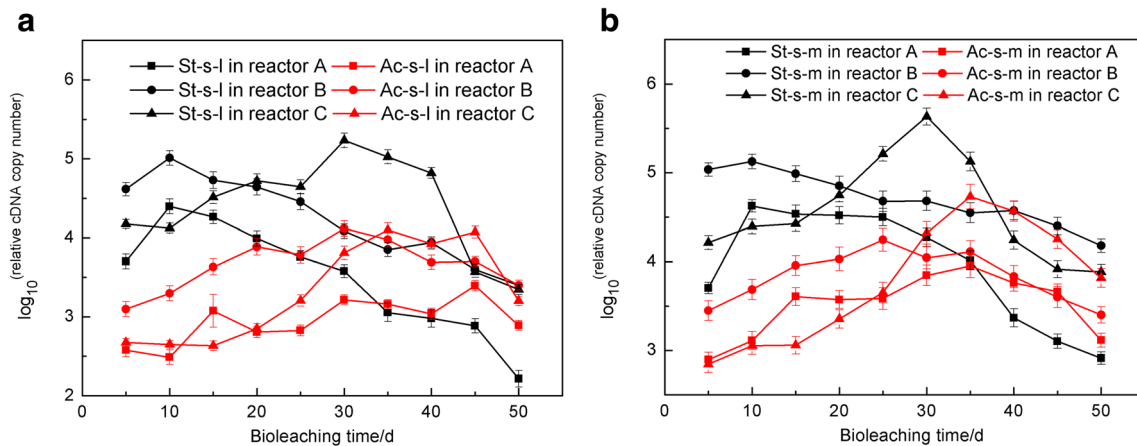 a
St-s-l in reactor A
Ac-s-l in reactor A
St-s-l in reactor B
Ac-s-l in reactor B
St-s-l in reactor C
Ac-s-l in reactor C
log10(relative cDNA copy number)
6
5
4
3
2
0
10
20
30
40
50
Bioleaching time/d
b
St-s-m in reactor A
Ac-s-m in reactor A
St-s-m in reactor B
Ac-s-m in reactor B
St-s-m in reactor C
Ac-s-m in reactor C
log10(relative cDNA copy number)
6
5
4
3
0
10
20
30
40
50
Bioleaching time/d